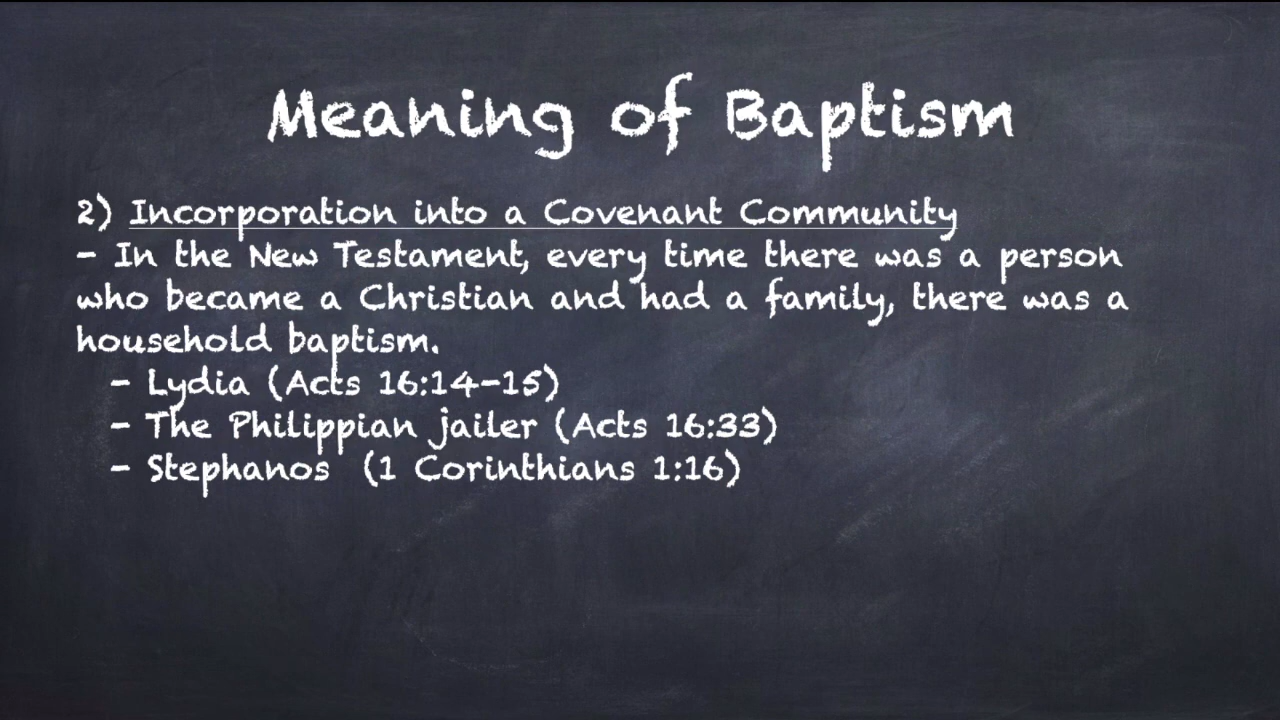 Meaning of Baptism
2) Incorporation into a Covenant Community
- In the New Testament, every time there was a person
who became a Christian and had a family, there was a
household baptism.
- Lydia (Acts 16:14-15)
- The Philippian jailer (Acts 16:33)
- Stephanos (1 Corinthians 1:16)